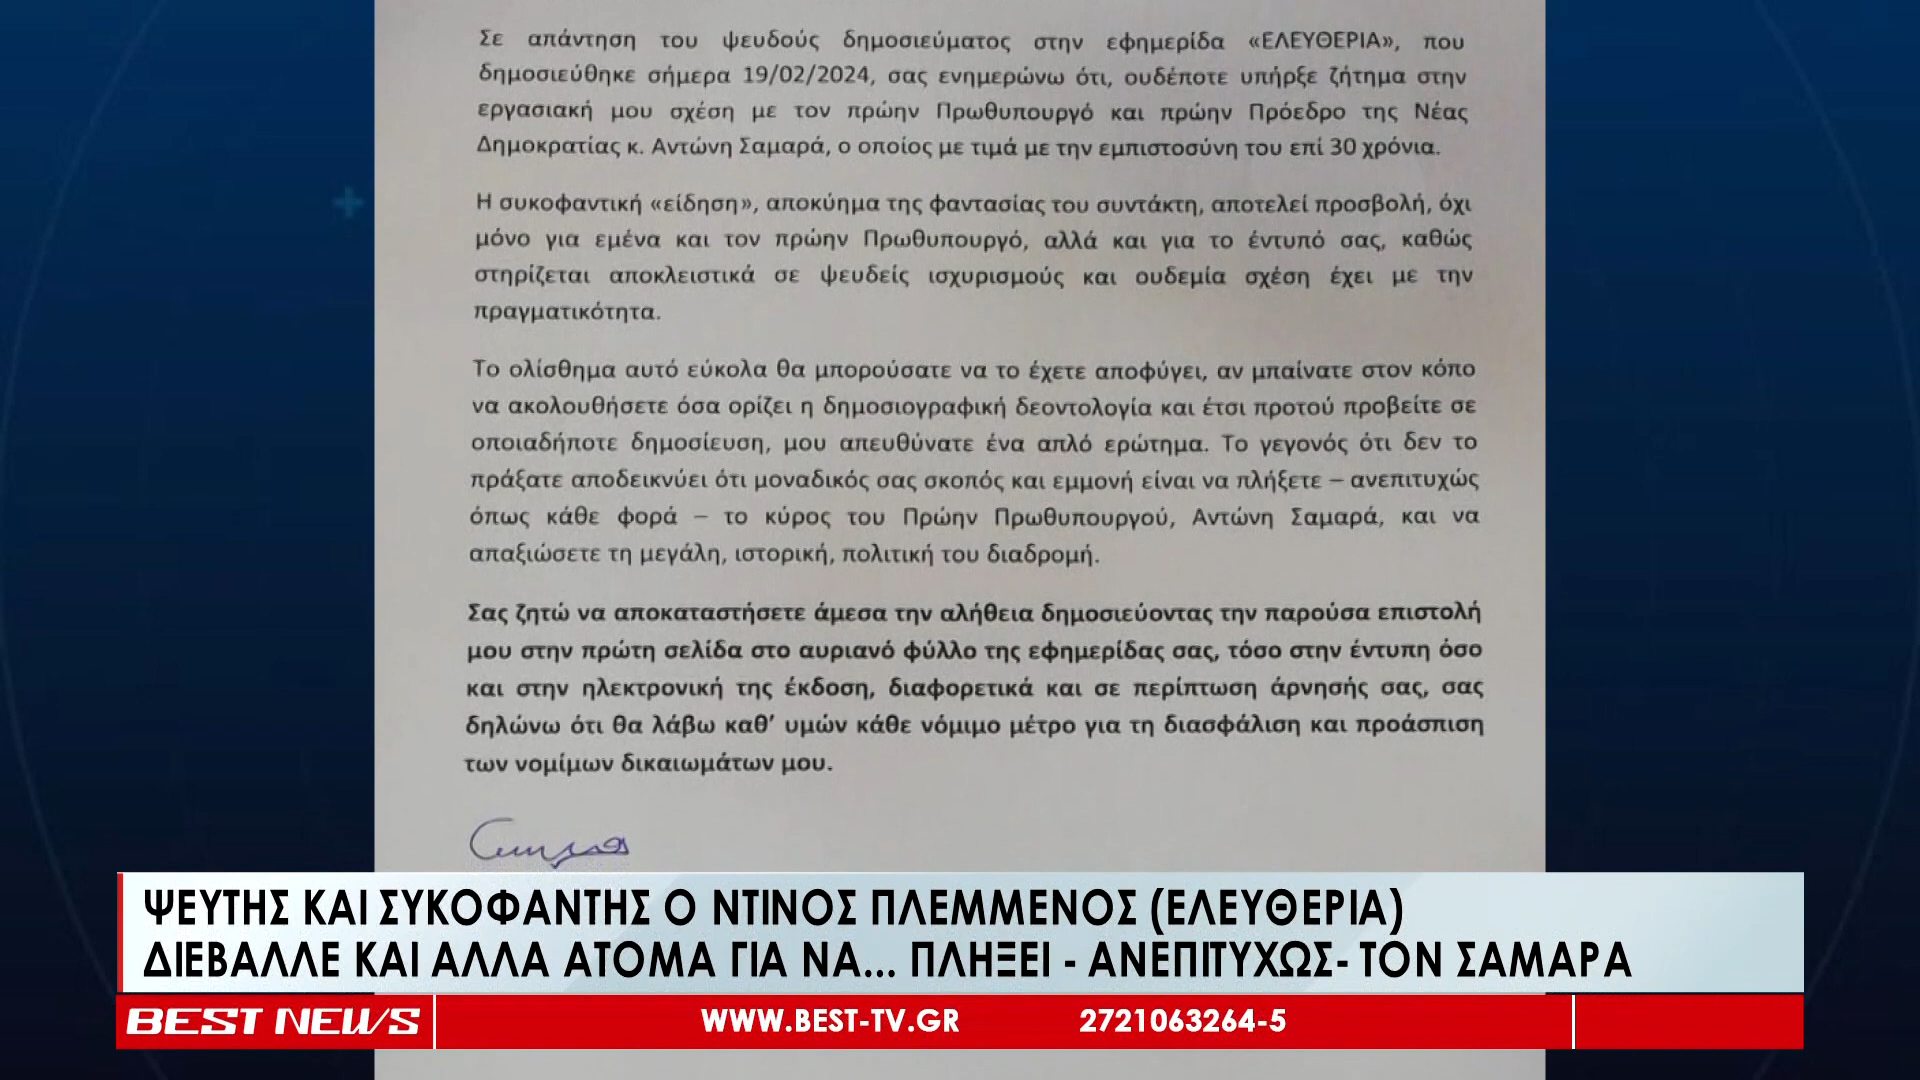 Σε απάντηση του ψευδούς δημοσιεύματος στην εφημερίδα «ΕΛΕΥΘΕΡΙΑ», που
δημοσιεύθηκε σήμερα 19/02/2024, σας ενημερώνω ότι, ουδέποτε υπήρξε ζήτημα στην
εργασιακή μου σχέση με τον πρώην Πρωθυπουργό και πρώην Πρόεδρο της Νέας
Δημοκρατίας κ. Αντώνη Σαμαρά, ο οποίος με τιμά με την εμπιστοσύνη του επί 30 χρόνια.
Η συκοφαντική «είδηση», αποκύημα της φαντασίας του συντάκτη, αποτελεί προσβολή, όχι
μόνο για εμένα και τον πρώην Πρωθυπουργό, αλλά και για το έντυπό σας, καθώς
στηρίζεται αποκλειστικά σε ψευδείς ισχυρισμούς και ουδεμία σχέση έχει με την
πραγματικότητα.
Το ολίσθημα αυτό εύκολα θα μπορούσατε να το έχετε αποφύγει, αν μπαίνατε στον κόπο
να ακολουθήσετε όσα ορίζει η δημοσιογραφική δεοντολογία και έτσι προτού προβείτε σε
οποιαδήποτε δημοσίευση, μου απευθύνατε ένα απλό ερώτημα. Το γεγονός ότι δεν το
πράξατε αποδεικνύει ότι μοναδικός σας σκοπός και εμμονή είναι να πλήξετε – ανεπιτυχώς
όπως κάθε φορά – το κύρος του Πρώην Πρωθυπουργού, Αντώνη Σαμαρά, και να
απαξιώσετε τη μεγάλη, ιστορική, πολιτική του διαδρομή.
Σας ζητώ να αποκαταστήσετε άμεσα την αλήθεια δημοσιεύοντας την παρούσα επιστολή
μου στην πρώτη σελίδα στο αυριανό φύλλο της εφημερίδας σας, τόσο στην έντυπη όσο
και στην ηλεκτρονική της έκδοση, διαφορετικά και σε περίπτωση άρνησής σας, σας
δηλώνω ότι θα λάβω καθ’ υμών κάθε νόμιμο μέτρο για τη διασφάλιση και προάσπιση
των νομίμων δικαιωμάτων μου.
ΨΕΥΤΗΣ ΚΑΙ ΣΥΚΟΦΑΝΤΗΣ Ο ΝΤΙΝΟΣ ΠΛΕΜΜΕΝΟΣ (ΕΛΕΥΘΕΡΙΑ)
ΔΙΕΒΑΛΛΕ ΚΑΙ ΑΛΛΑ ΑΤΟΜΑ ΓΙΑ ΝΑ... ΠΛΗΞΕΙ - ΑΝΕΠΙΤΥΧΩΣ- ΤΟΝ ΣΑΜΑΡΑ
BEST NEWS WWW.BEST-TV.GR 2721063264-5